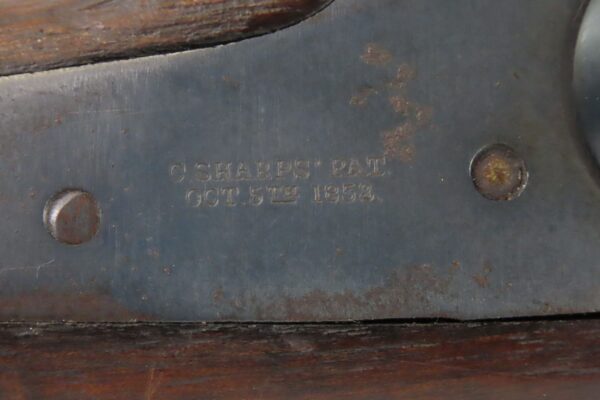 C SHARPS' PAT.
OCT. 5TH 1852.